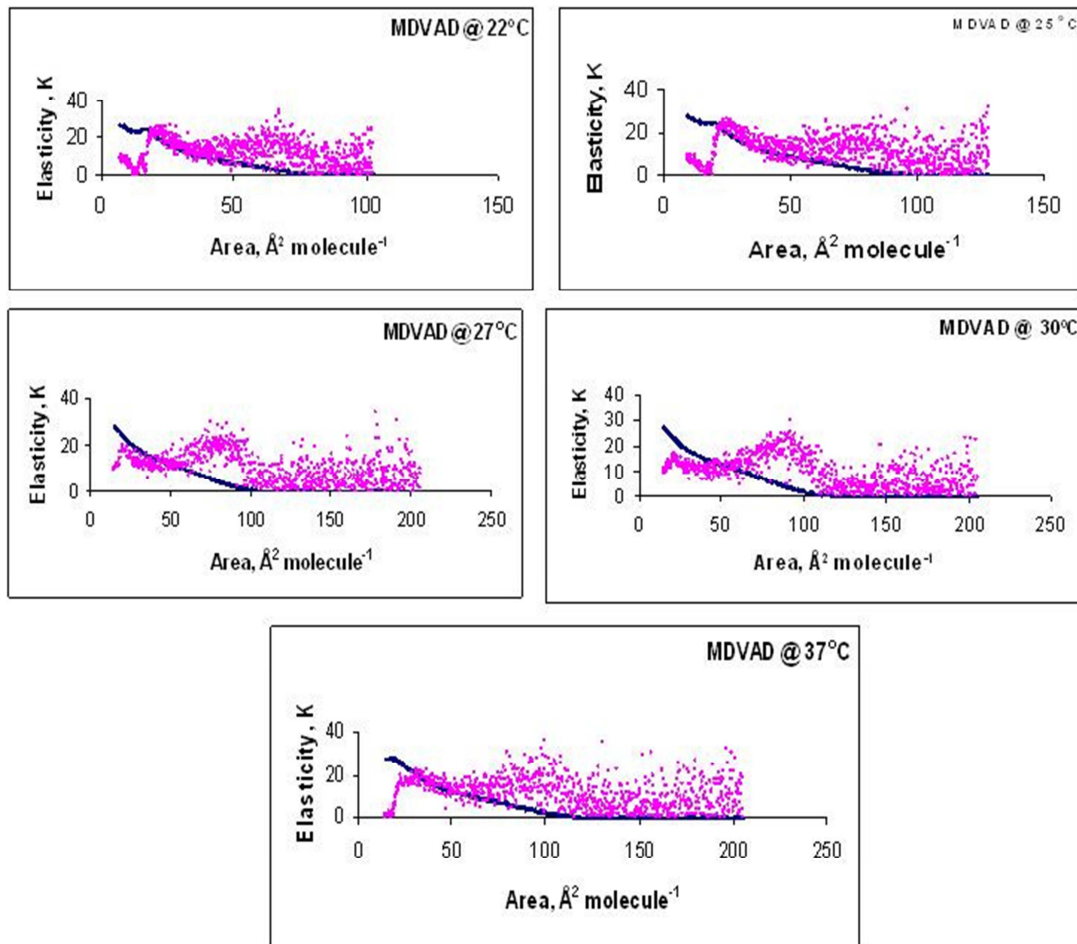 MDVAD @ 22°C
Elasticity , K
40
20
0
0 50 100 150
Area, Å² molecule⁻¹
MDVAD @ 25°C
Elasticity, K
40
20
0
0 50 100 150
Area, Å² molecule⁻¹
MDVAD @ 27°C
Elasticity, K
40
20
0
0 50 100 150 200 250
Area, Å² molecule⁻¹
MDVAD @ 30°C
Elasticity, K
40
30
20
10
0
0 50 100 150 200 250
Area, Å² molecule⁻¹
MDVAD @ 37°C
Elasticity, K
40
20
0
0 50 100 150 200 250
Area, Å² molecule⁻¹